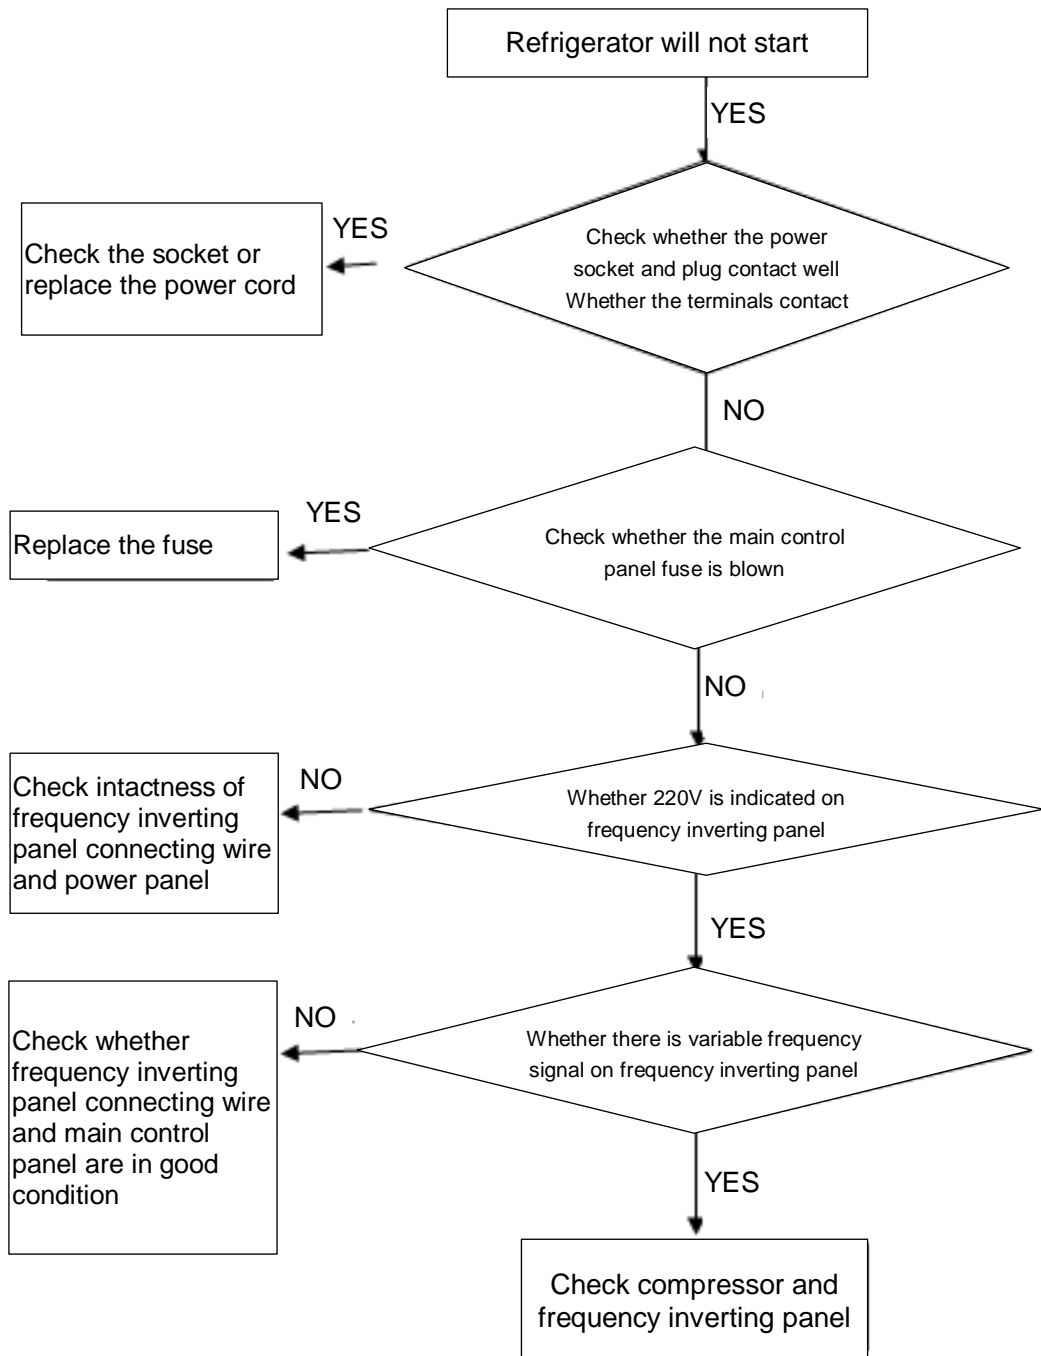 Refrigerator will not start
YES
Check whether the power
socket and plug contact well
Whether the terminals contact
YES
Check the socket or
replace the power cord
NO
Check whether the main control
panel fuse is blown
YES
Replace the fuse
NO
Whether 220V is indicated on
frequency inverting panel
NO
Check intactness of
frequency inverting
panel connecting wire
and power panel
YES
Whether there is variable frequency
signal on frequency inverting panel
NO
Check whether
frequency inverting
panel connecting wire
and main control
panel are in good
condition
YES
Check compressor and
frequency inverting panel